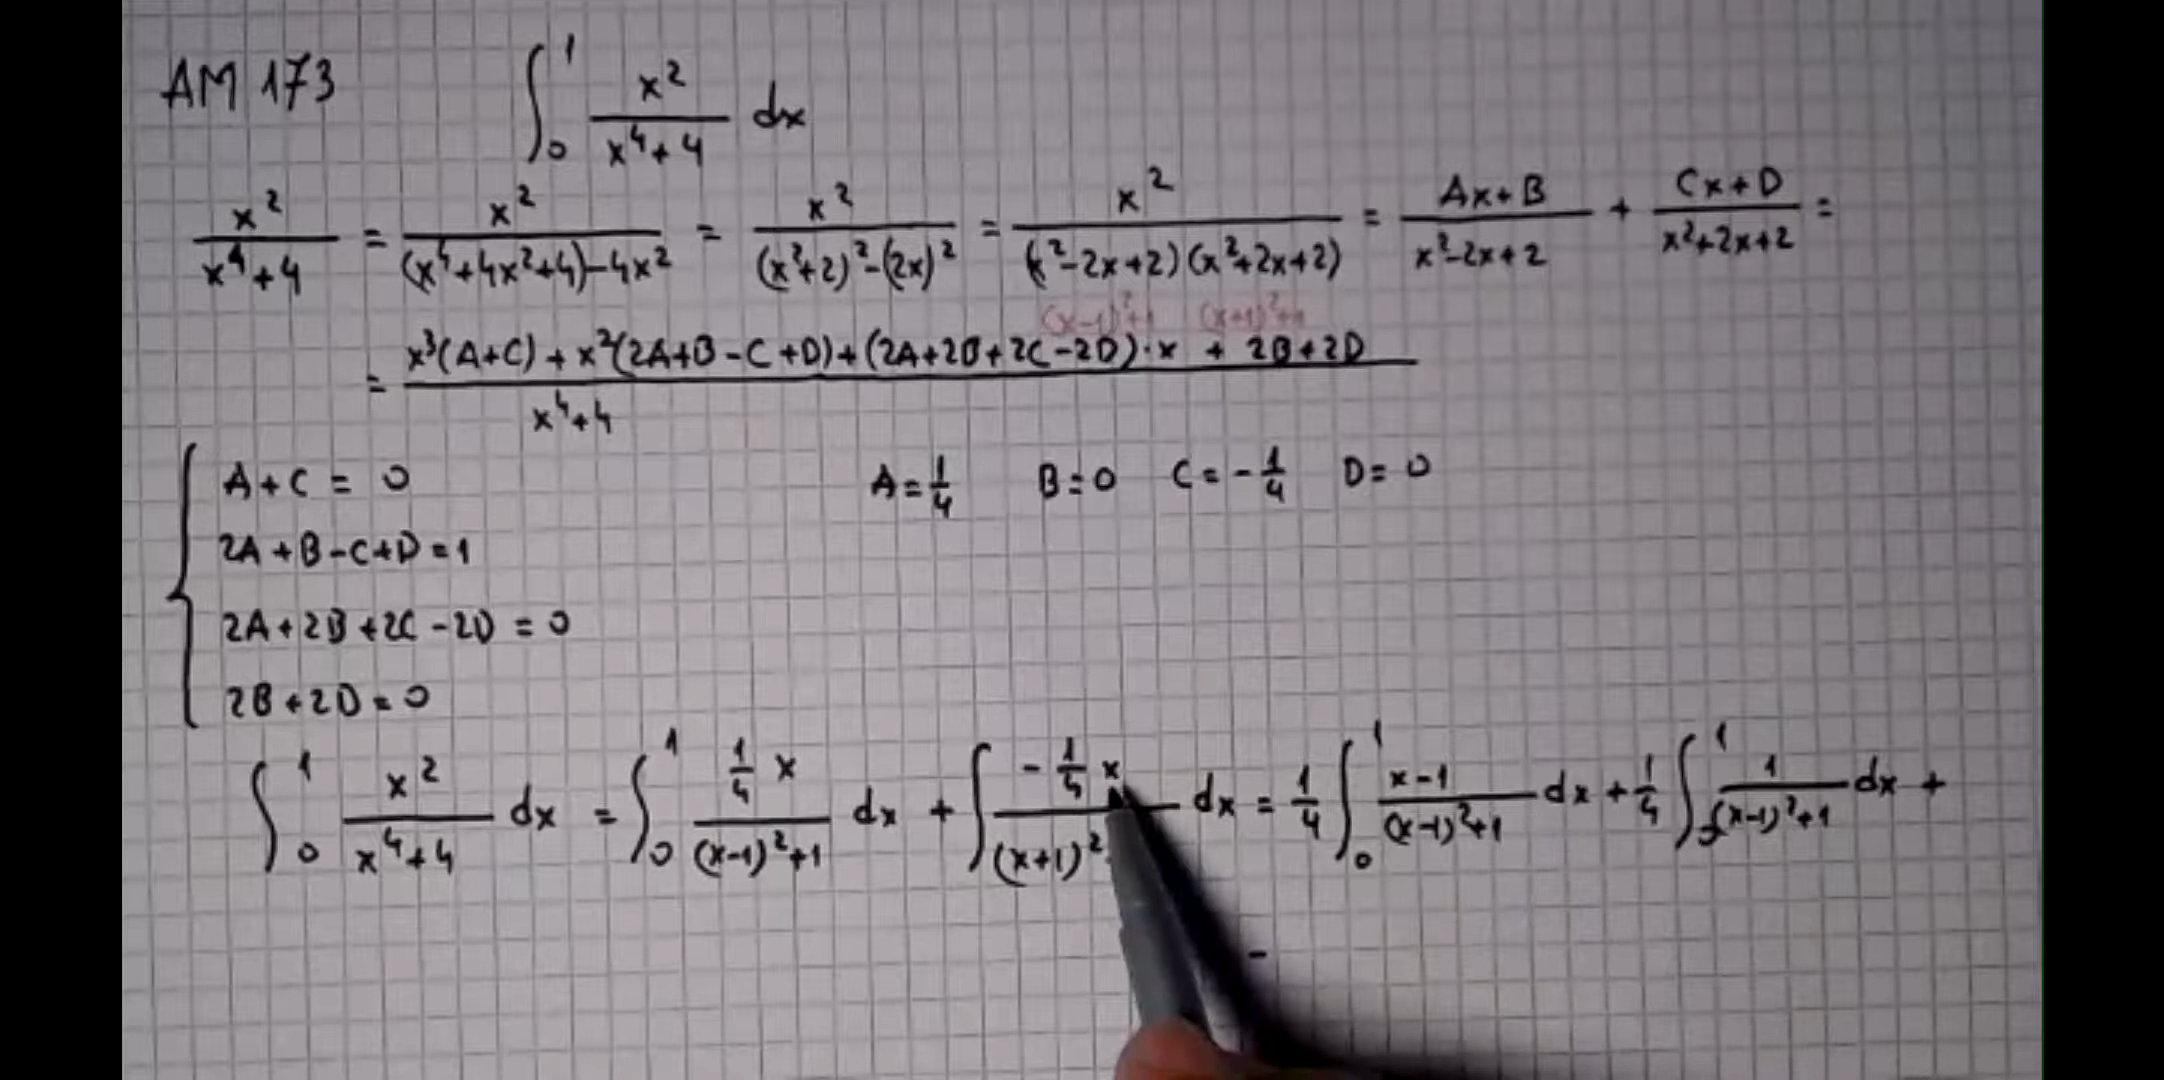 AM 173 ∫₀¹ x²/(x⁴+4) dx
x²/(x⁴+4) = x²/((x⁴+4x²+4)-4x²) = x²/((x²+2)²-(2x)²) = x²/((x²-2x+2)(x²+2x+2)) = (Ax+B)/(x²-2x+2) + (Cx+D)/(x²+2x+2) =
(x-1)²+1 (x+1)²+1
= (x³(A+C) + x²(2A+B-C+D) + (2A+2B+2C-2D)·x + 2B+2D)/(x⁴+4)
A+C = 0 A = 1/4 B = 0 C = -1/4 D = 0
2A+B-C+D = 1
2A+2B+2C-2D = 0
2B+2D = 0
∫₀¹ x²/(x⁴+4) dx = ∫₀¹ (1/4 x)/((x-1)²+1) dx + ∫ (-1/4 x)/((x+1)² dx = 1/4 ∫₀¹ (x-1)/((x-1)²+1) dx + 1/4 ∫₀¹ 1/((x-1)²+1) dx +
-